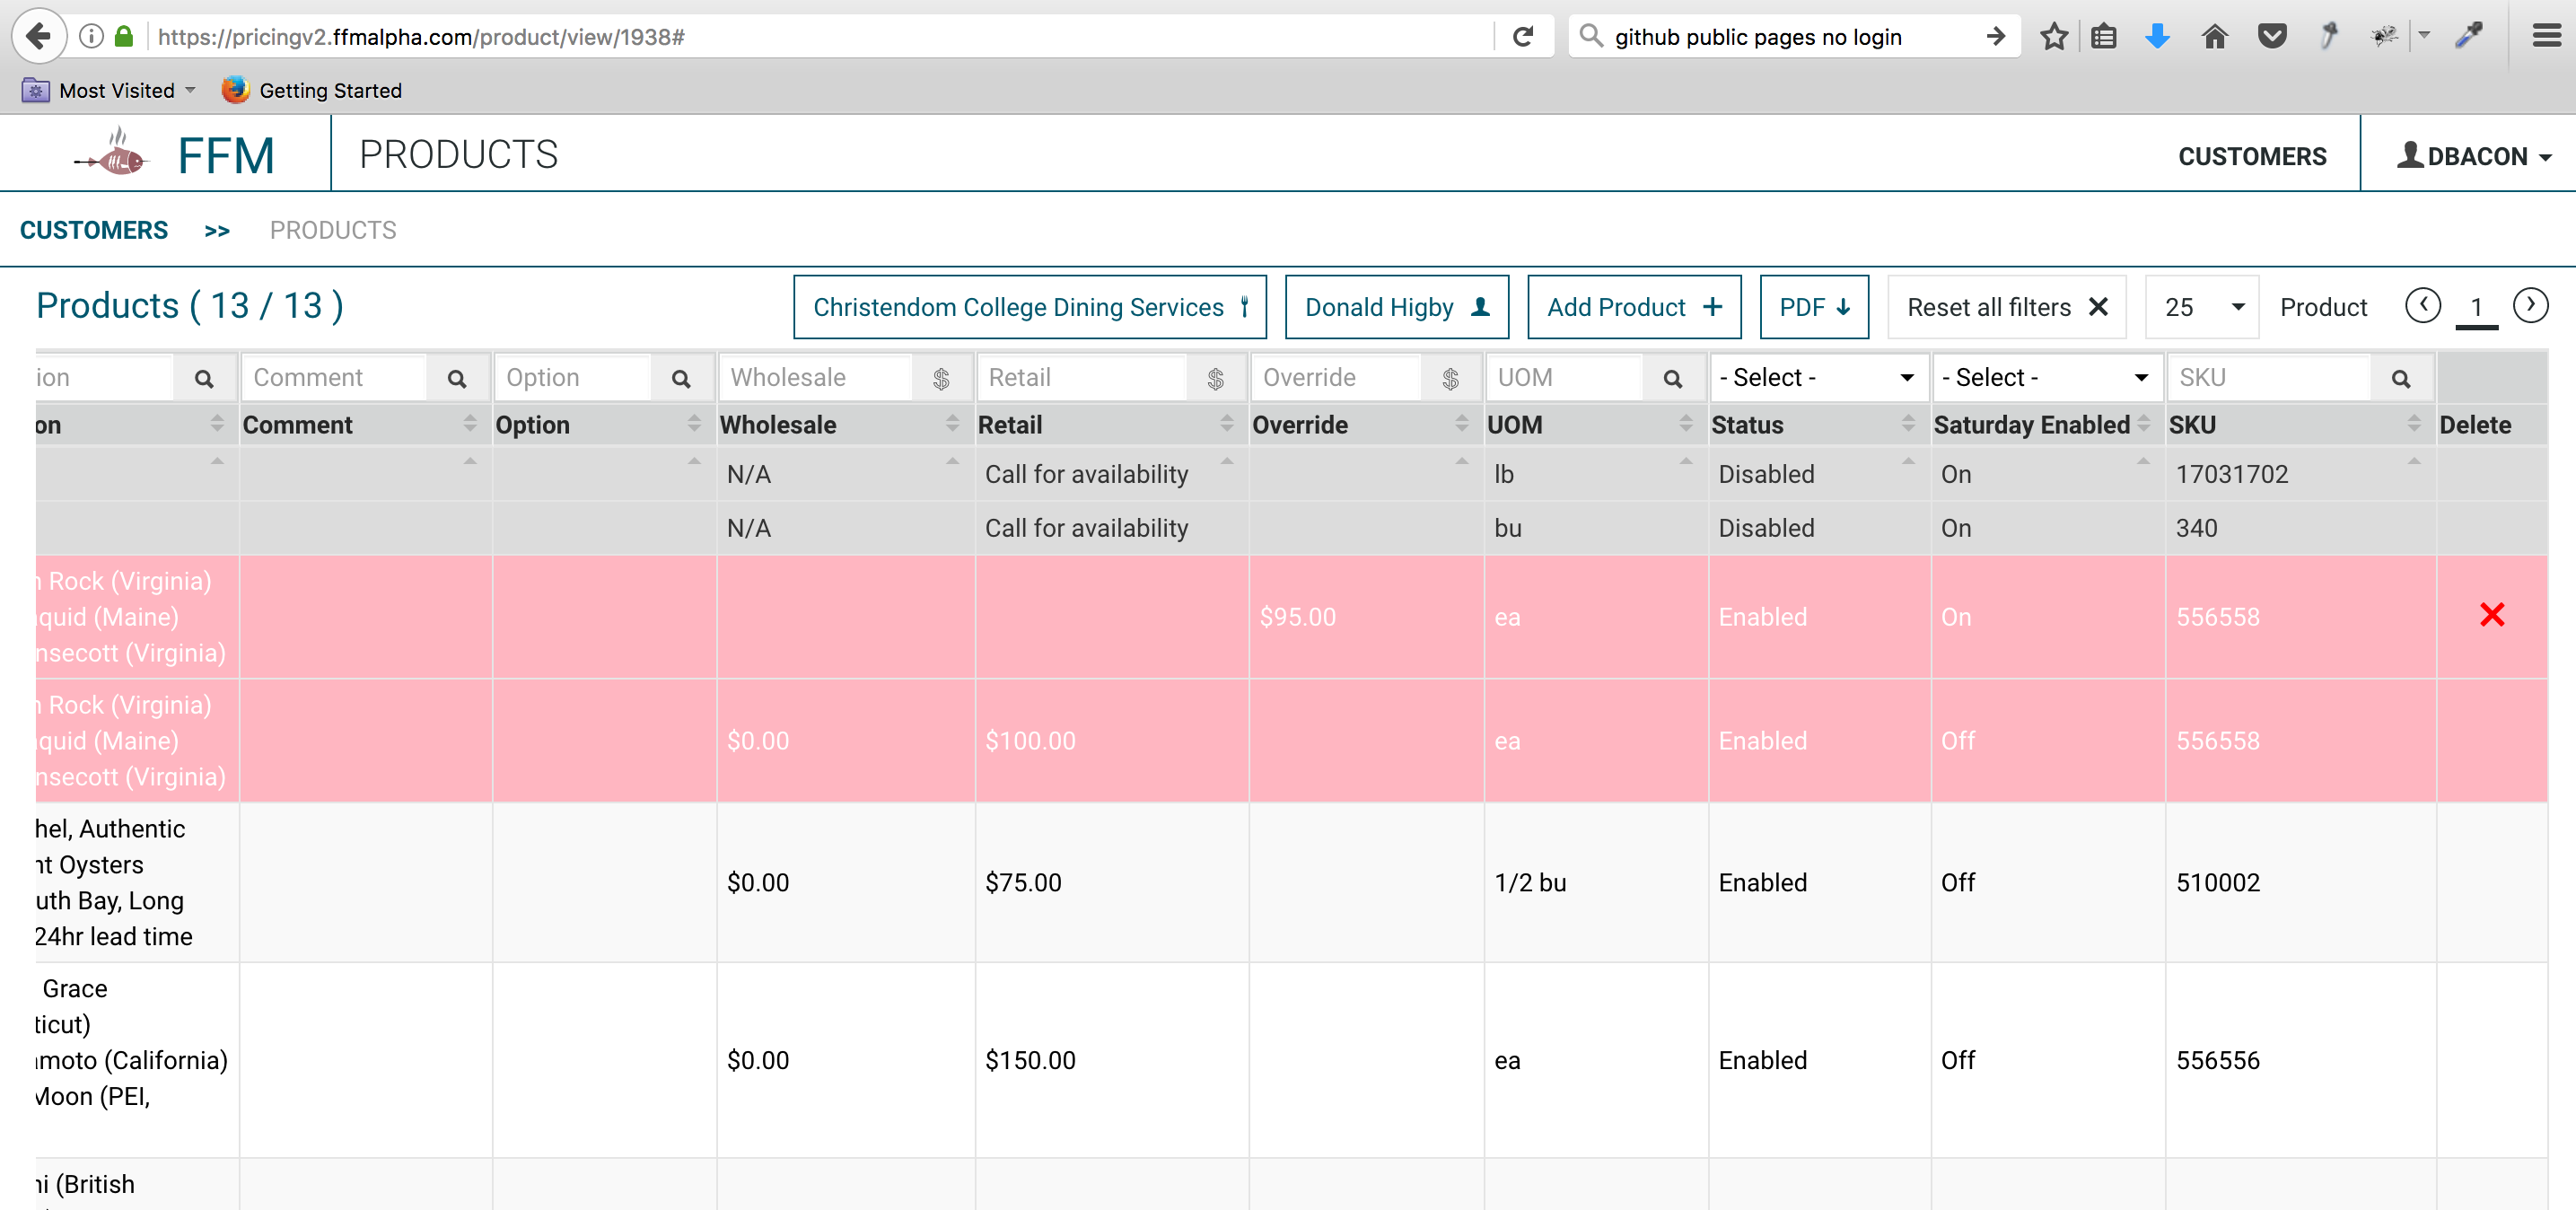 https://pricingv2.ffmalpha.com/product/view/1938#
github public pages no login
Most Visited
Getting Started
FFM
PRODUCTS
CUSTOMERS
DBACON
CUSTOMERS >> PRODUCTS
Products ( 13 / 13 )
Christendom College Dining Services
Donald Higby
Add Product +
PDF
Reset all filters
25
Product
1
ion Comment Option Wholesale $ Retail $ Override $ UOM - Select - - Select - SKU
on Comment Option Wholesale Retail Override UOM Status Saturday Enabled SKU Delete
N/A Call for availability lb Disabled On 17031702
N/A Call for availability bu Disabled On 340
n Rock (Virginia)
quid (Maine)
nsecott (Virginia)
$95.00 ea Enabled On 556558
n Rock (Virginia)
quid (Maine)
nsecott (Virginia)
$0.00 $100.00 ea Enabled Off 556558
hel, Authentic
nt Oysters
uth Bay, Long
24hr lead time
$0.00 $75.00 1/2 bu Enabled Off 510002
Grace
ticut)
amoto (California)
Moon (PEI,
$0.00 $150.00 ea Enabled Off 556556
ni (British